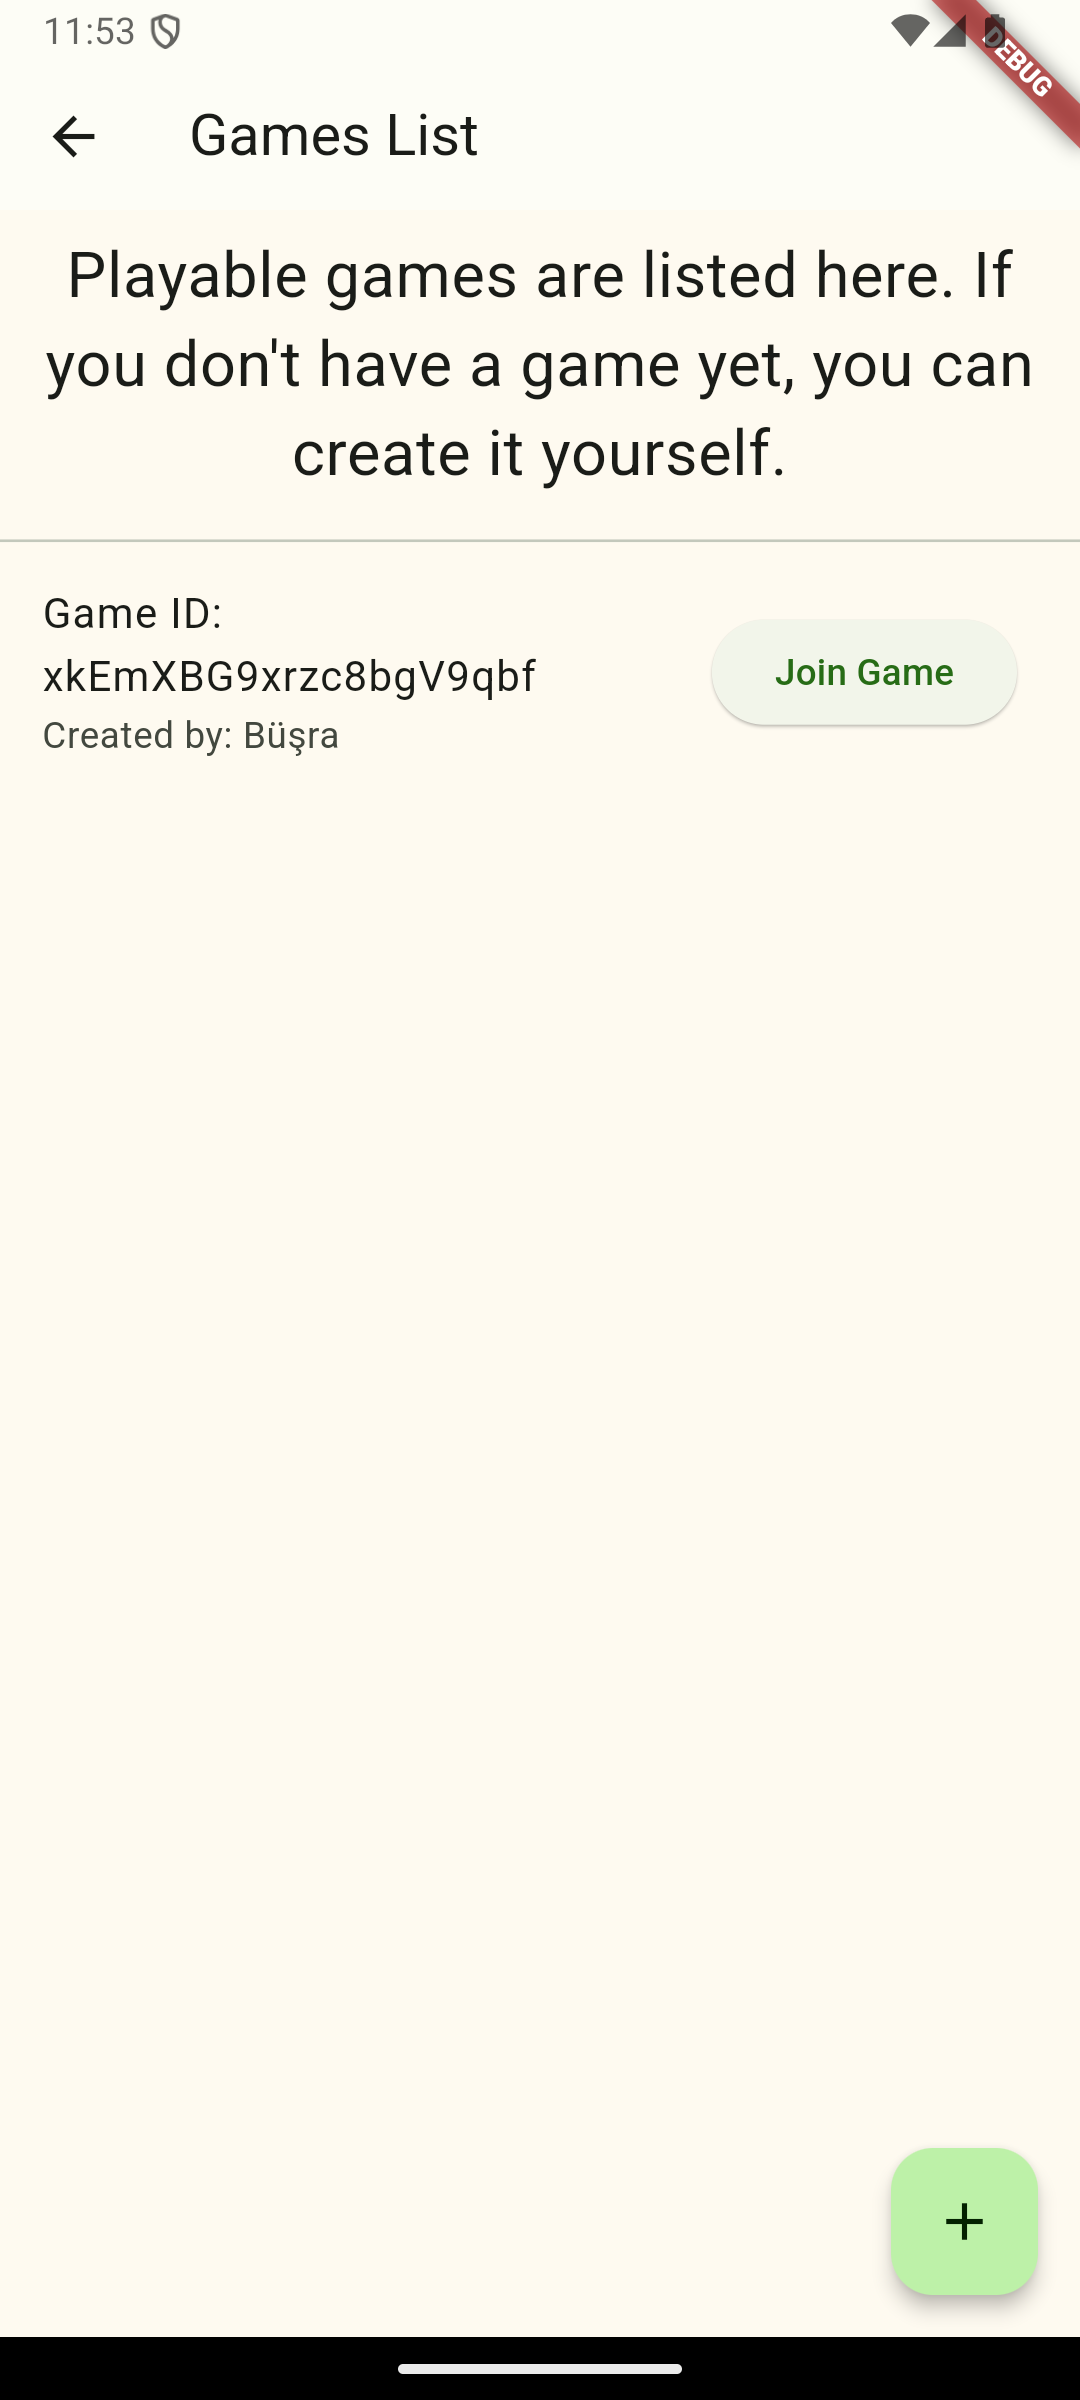 11:53
DEBUG
Games List
Playable games are listed here. If
you don't have a game yet, you can
create it yourself.
Game ID:
xkEmXBG9xrzc8bgV9qbf
Created by: Büşra
Join Game